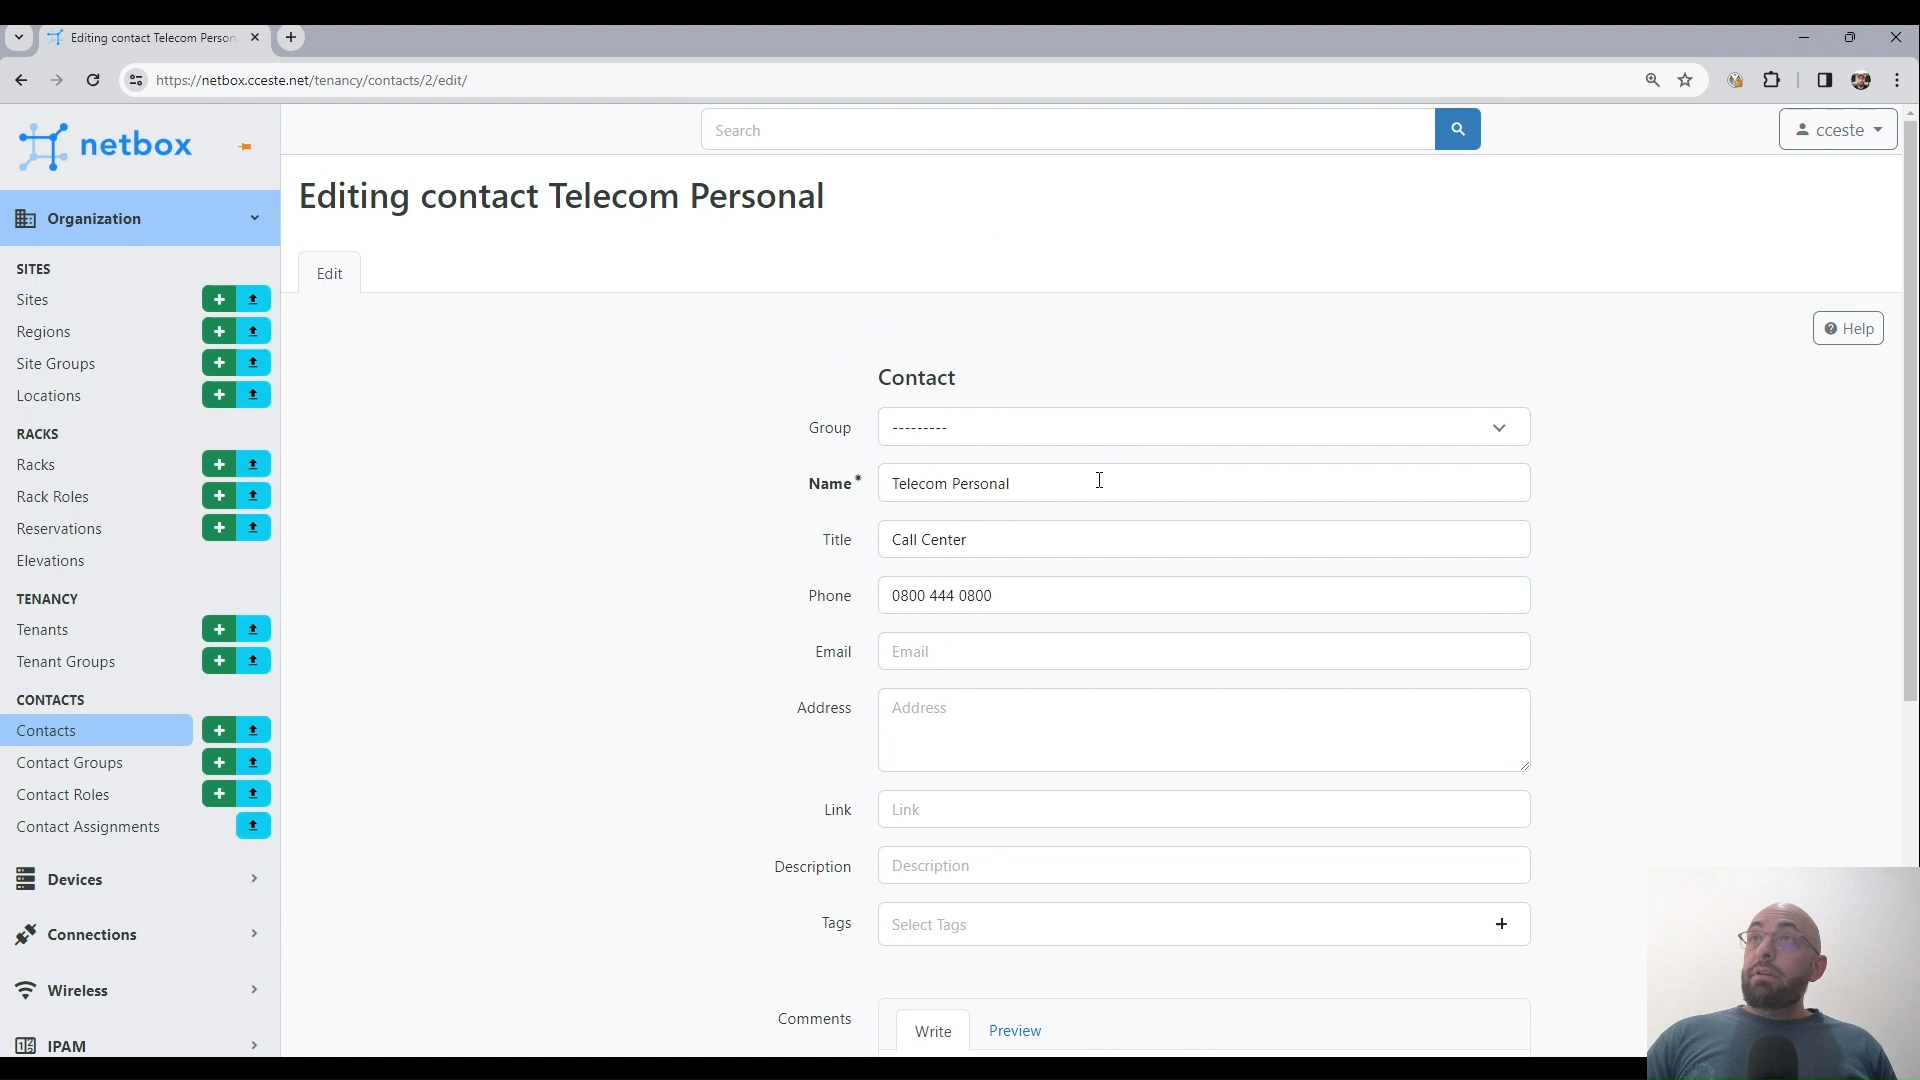 Editing contact Telecom Person
https://netbox.cceste.net/tenancy/contacts/2/edit/
netbox
Search
cceste
Organization
Editing contact Telecom Personal
Edit
SITES
Sites
Regions
Help
Site Groups
Contact
Locations
Group
---------
RACKS
Racks
Name*
Telecom Personal
Rack Roles
Reservations
Title
Call Center
Elevations
TENANCY
Phone
0800 444 0800
Tenants
Email
Email
Tenant Groups
CONTACTS
Address
Address
Contacts
Contact Groups
Contact Roles
Link
Link
Contact Assignments
Description
Description
Devices
Tags
Select Tags
Connections
Wireless
Comments
Write
Preview
IPAM